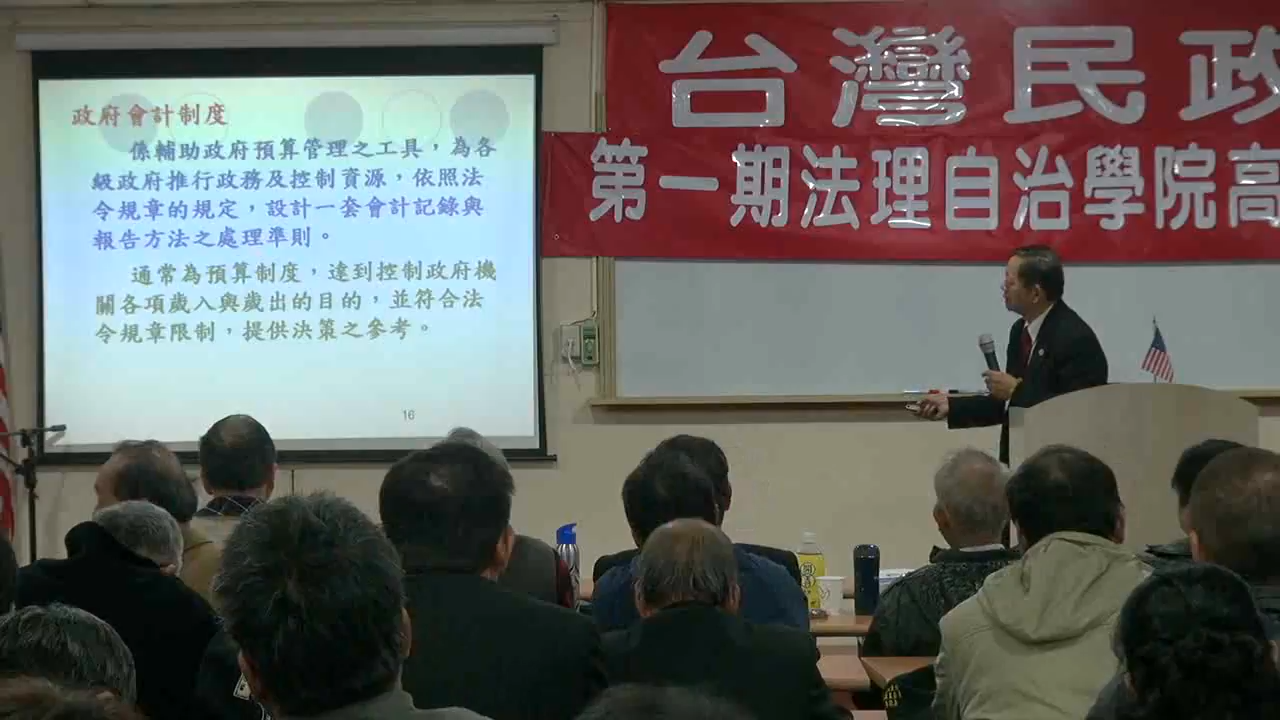 政府會計制度
係輔助政府預算管理之工具，為各
級政府推行政務及控制資源，依照法
令規章的規定，設計一套會計記錄與
報告方法之處理準則。
通常為預算制度，達到控制政府機
關各項歲入與歲出的目的，並符合法
令規章限制，提供決策之參考。
16
台灣民政
第一期法理自治學院高